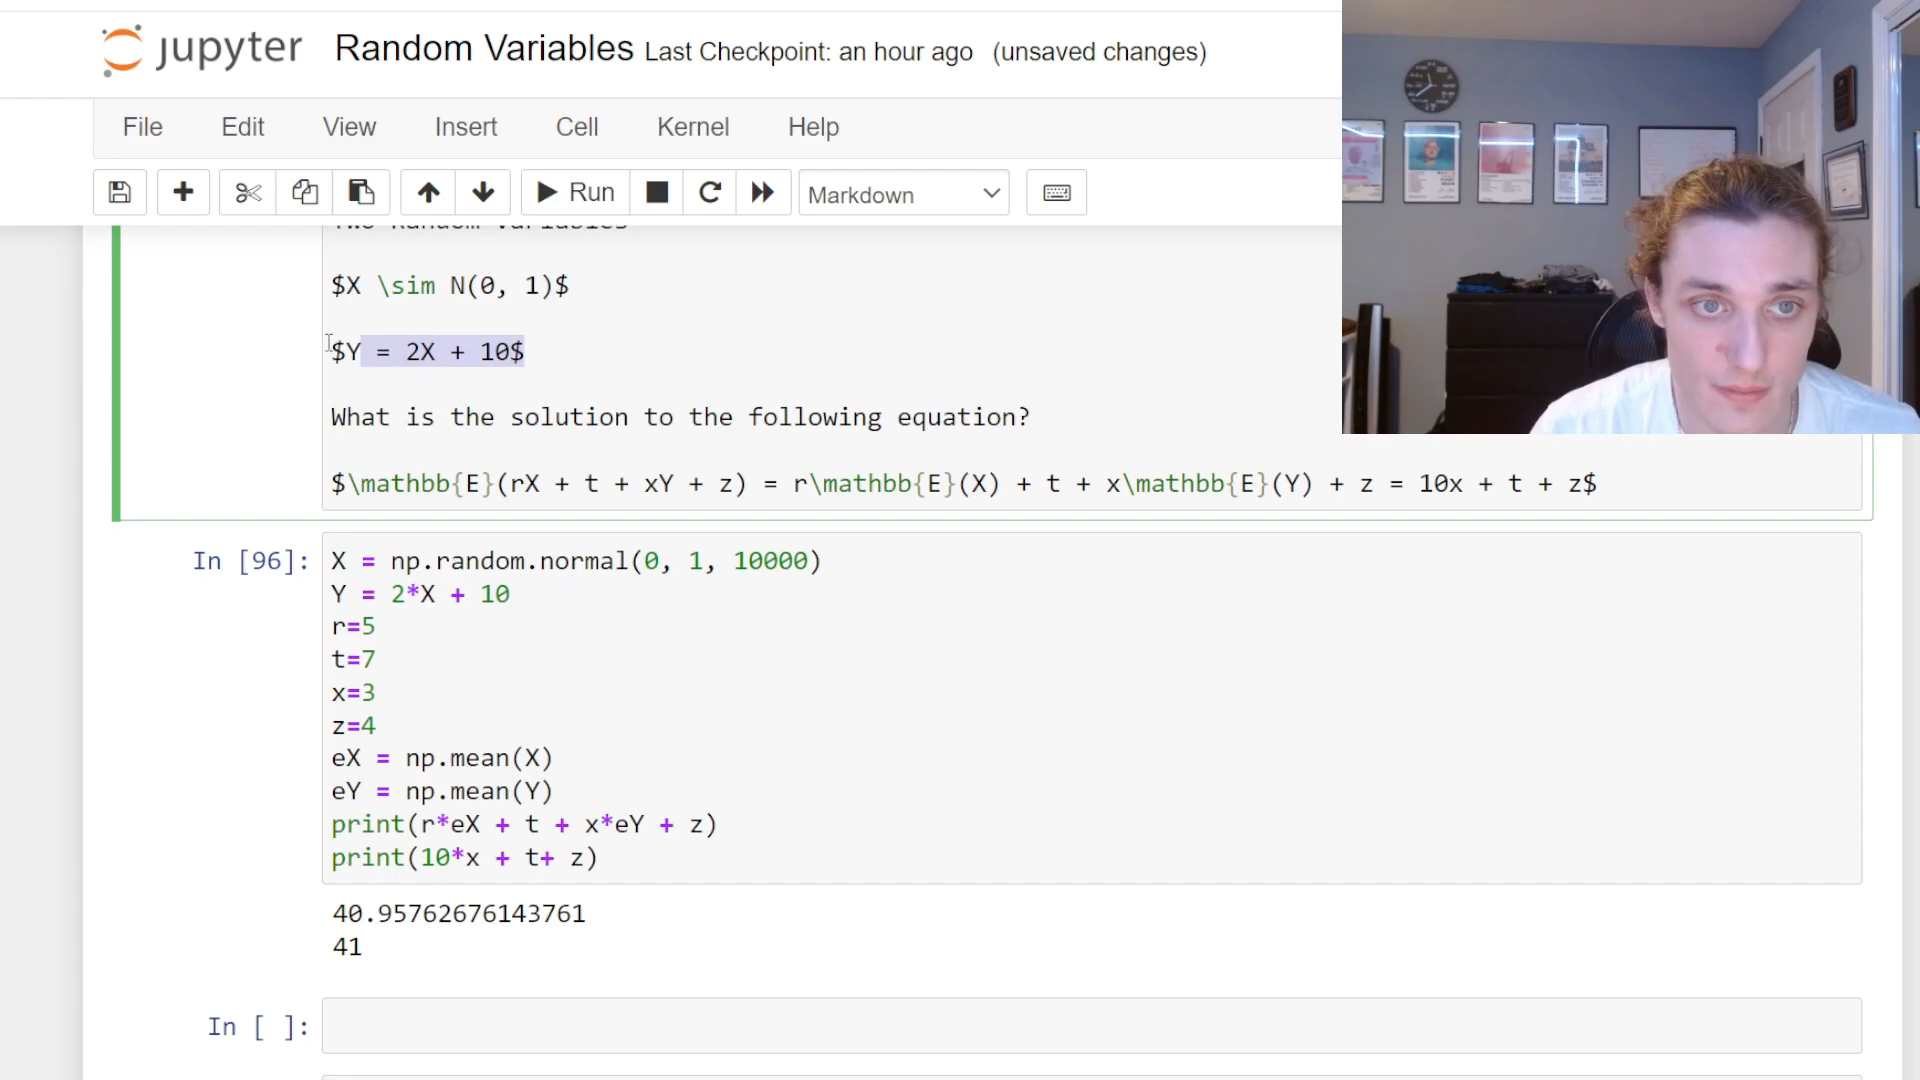 jupyter Random Variables Last Checkpoint: an hour ago (unsaved changes)
File Edit View Insert Cell Kernel Help
Run Markdown
Two Random Variables
$X \sim N(0, 1)$
$Y = 2X + 10$
What is the solution to the following equation?
$\mathbb{E}(rX + t + xY + z) = r\mathbb{E}(X) + t + x\mathbb{E}(Y) + z = 10x + t + z$
In [96]: X = np.random.normal(0, 1, 10000)
Y = 2*X + 10
r=5
t=7
x=3
z=4
eX = np.mean(X)
eY = np.mean(Y)
print(r*eX + t + x*eY + z)
print(10*x + t+ z)
40.95762676143761
41
In [ ]: